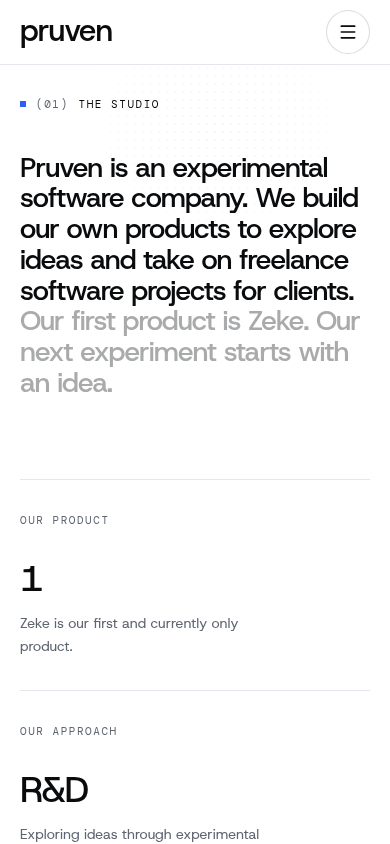 pruven
(01) THE STUDIO
Pruven is an experimental
software company. We build
our own products to explore
ideas and take on freelance
software projects for clients.
Our first product is Zeke. Our
next experiment starts with
an idea.
OUR PRODUCT
1
Zeke is our first and currently only
product.
OUR APPROACH
R&D
Exploring ideas through experimental